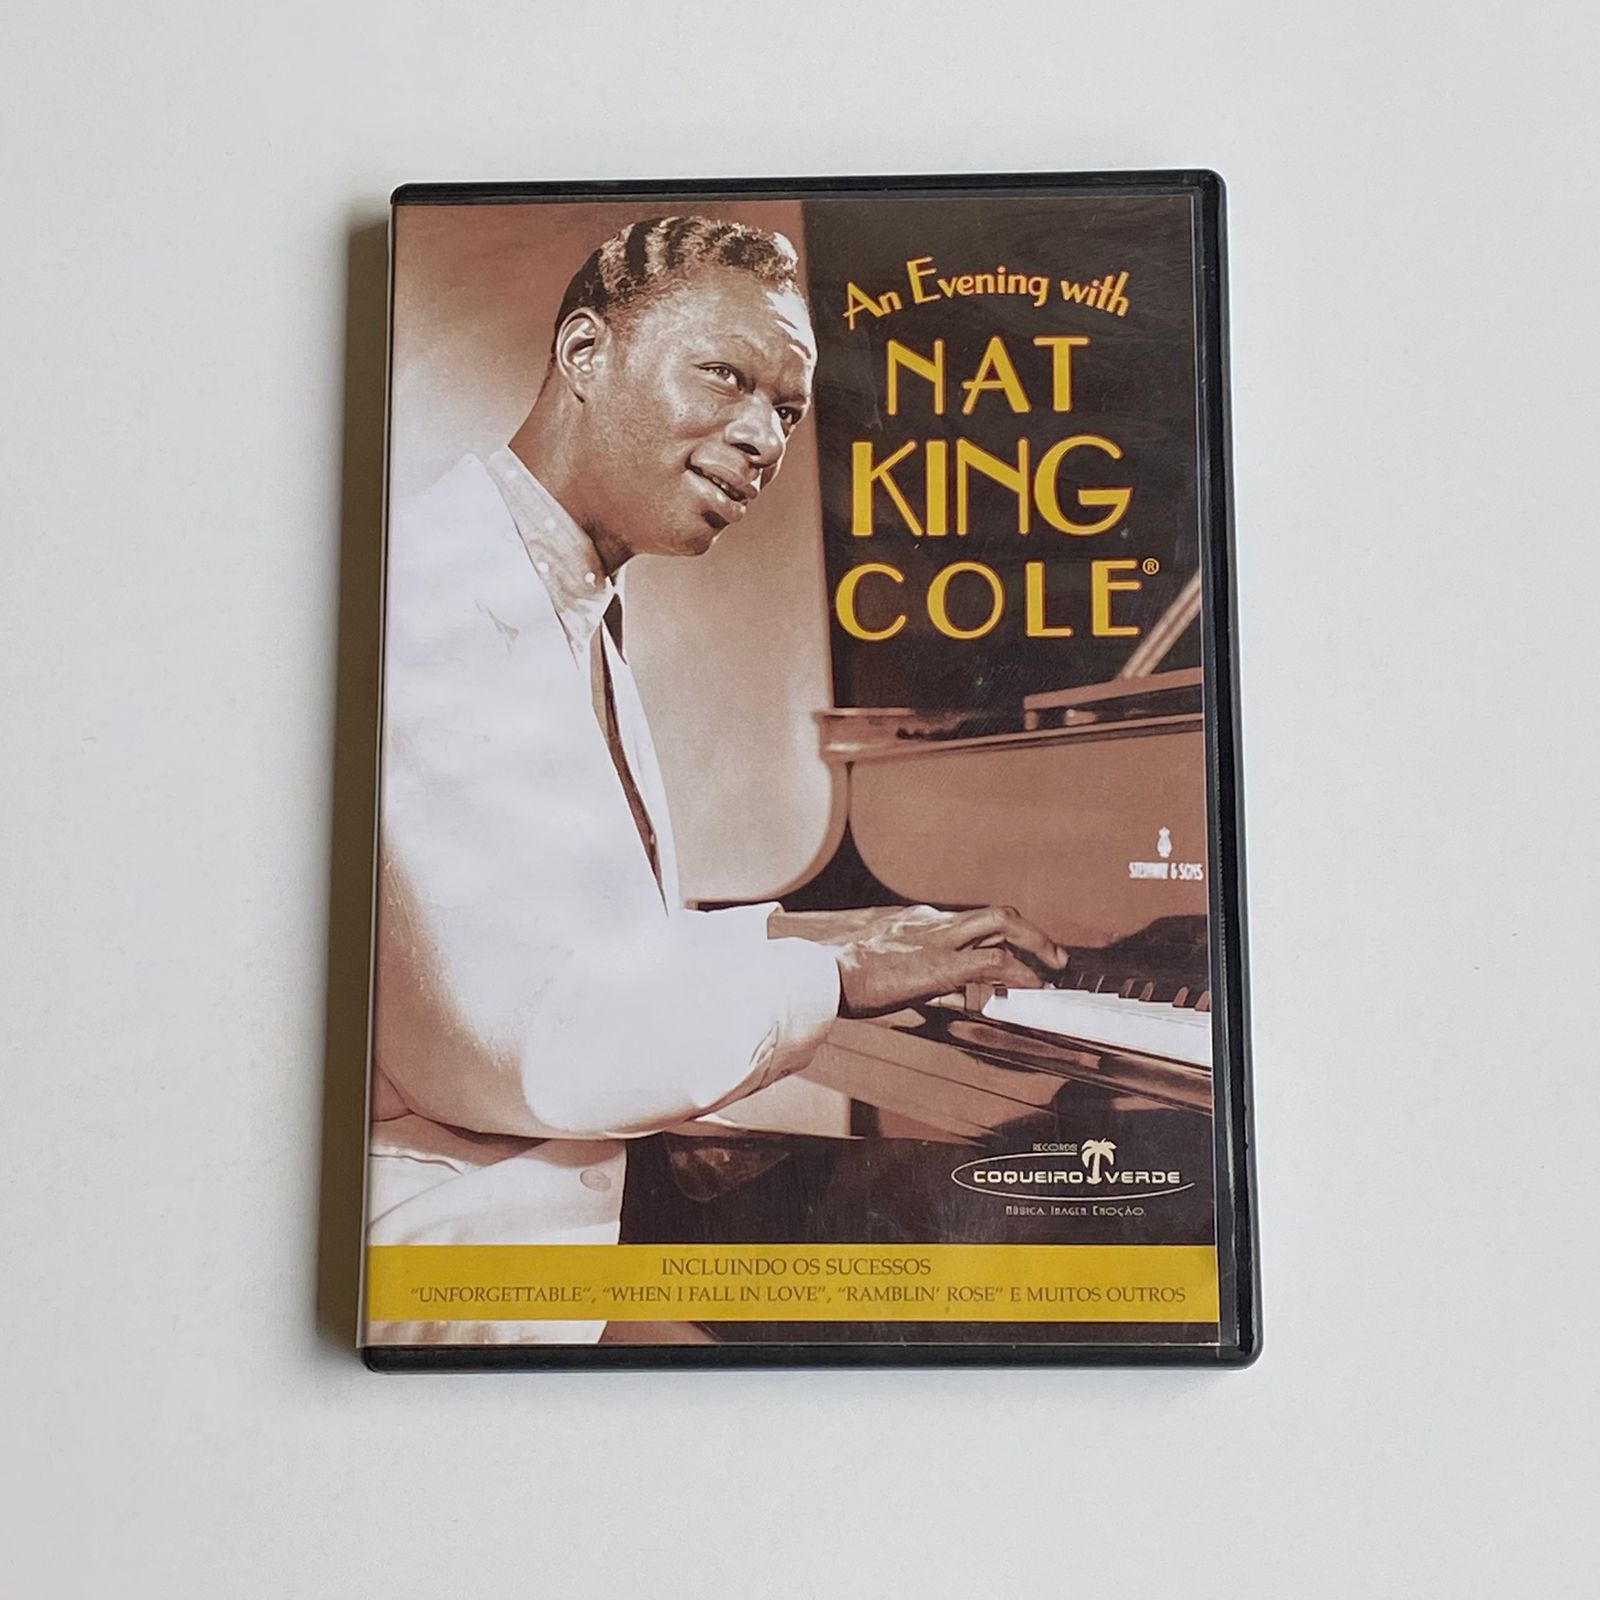 An Evening with
NAT
KING
COLE®
STEINWAY & SONS
RECORDS
COQUEIRO VERDE
MÚSICA. IMAGEM. EMOÇÃO.
INCLUINDO OS SUCESSOS
“UNFORGETTABLE”, “WHEN I FALL IN LOVE”, “RAMBLIN’ ROSE” E MUITOS OUTROS